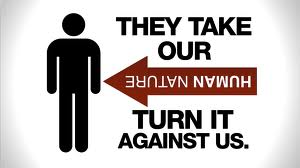 THEY TAKE
OUR
HUMAN NATURE
TURN IT
AGAINST US.